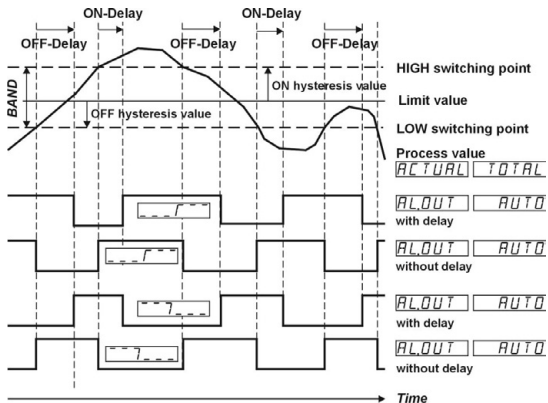 ON-Delay
ON-Delay
OFF-Delay
OFF-Delay
OFF-Delay
HIGH switching point
ON hysteresis value
BAND
Limit value
OFF hysteresis value
LOW switching point
Process value
ACTUAL TOTAL
AL.OUT AUTO
with delay
AL.OUT AUTO
without delay
AL.OUT AUTO
with delay
AL.OUT AUTO
without delay
Time